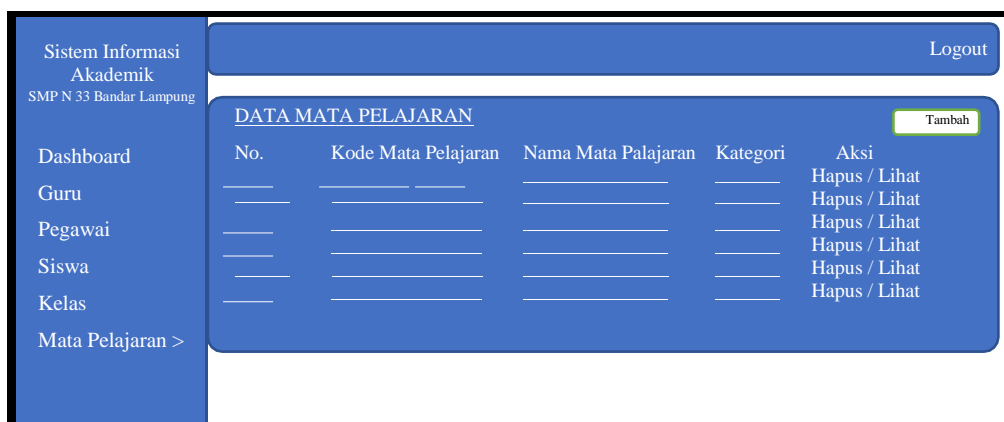 Sistem Informasi
Akademik
SMP N 33 Bandar Lampung
Dashboard
Guru
Pegawai
Siswa
Kelas
Mata Pelajaran >
Logout
DATA MATA PELAJARAN
Tambah
No. Kode Mata Pelajaran Nama Mata Palajaran Kategori Aksi
Hapus / Lihat
Hapus / Lihat
Hapus / Lihat
Hapus / Lihat
Hapus / Lihat
Hapus / Lihat